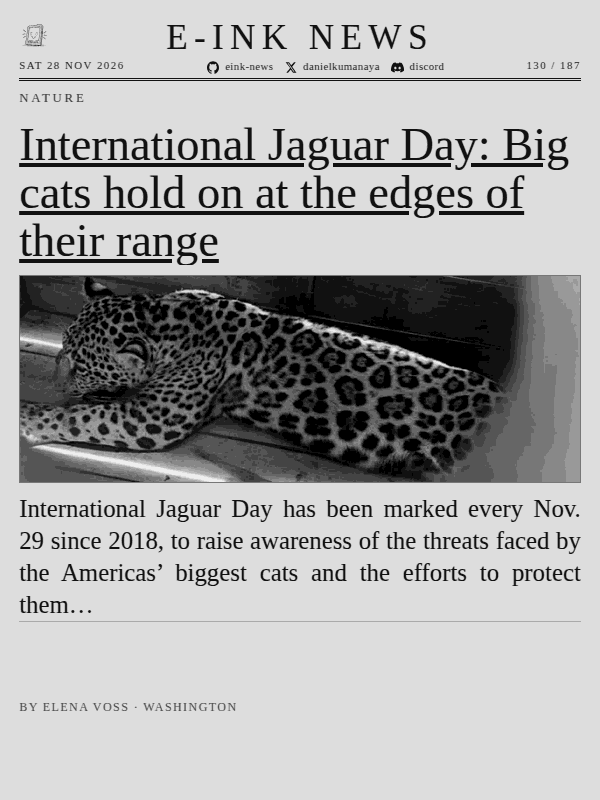 E-INK NEWS
SAT 28 NOV 2026
eink-news
danielkumanaya
discord
130 / 187
NATURE
International Jaguar Day: Big
cats hold on at the edges of
their range
International Jaguar Day has been marked every Nov.
29 since 2018, to raise awareness of the threats faced by
the Americas’ biggest cats and the efforts to protect
them…
BY ELENA VOSS · WASHINGTON